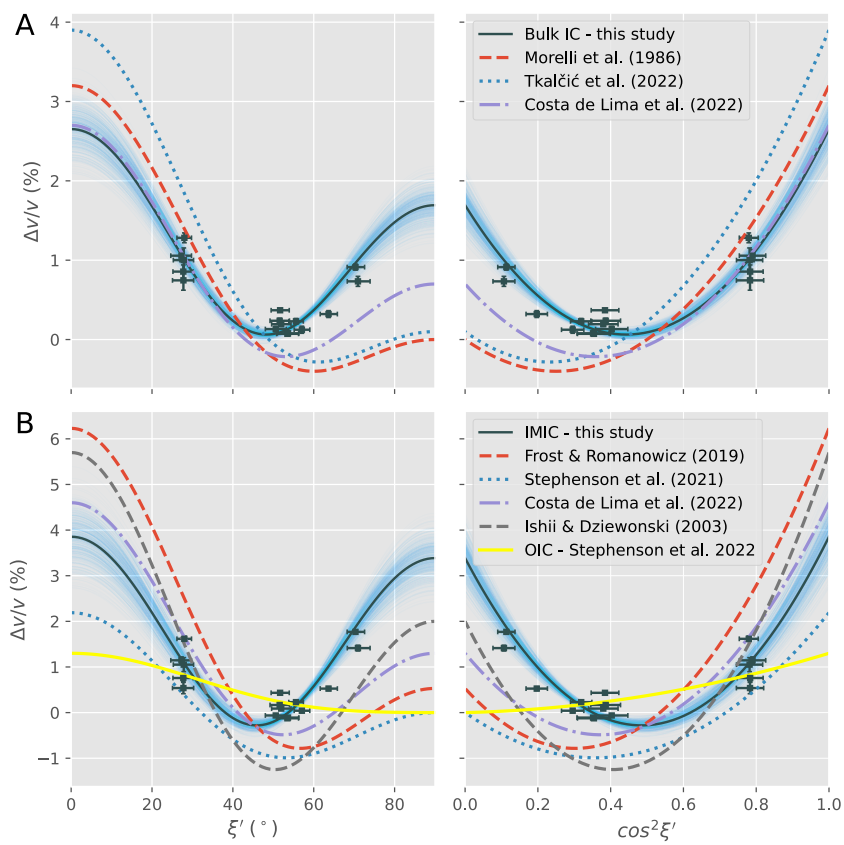 A
Δv/v (%)
4
3
2
1
0
Bulk IC - this study
Morelli et al. (1986)
Tkalčić et al. (2022)
Costa de Lima et al. (2022)
B
Δv/v (%)
6
5
4
3
2
1
0
−1
IMIC - this study
Frost & Romanowicz (2019)
Stephenson et al. (2021)
Costa de Lima et al. (2022)
Ishii & Dziewonski (2003)
OIC - Stephenson et al. 2022
0 20 40 60 80
0.0 0.2 0.4 0.6 0.8 1.0
ξ′ (°)
cos²ξ′